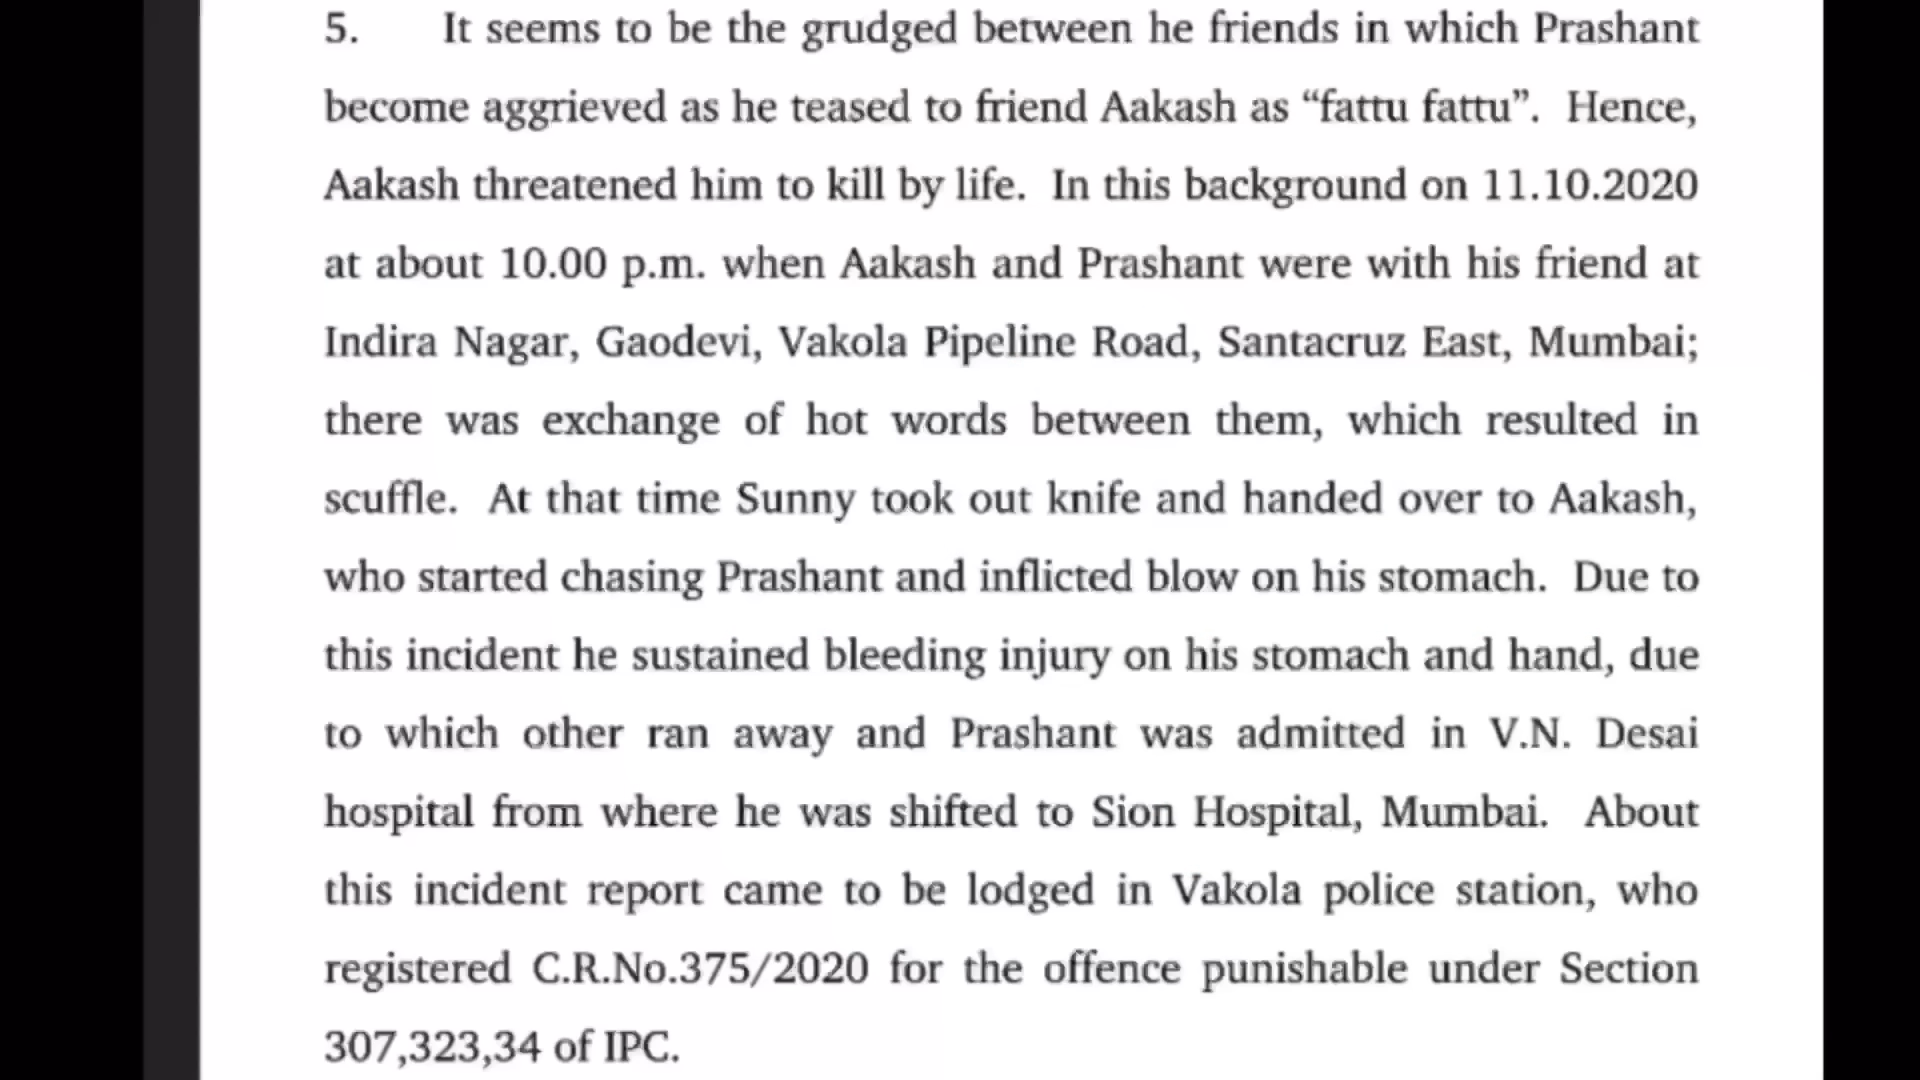 5. It seems to be the grudged between he friends in which Prashant
become aggrieved as he teased to friend Aakash as “fattu fattu”. Hence,
Aakash threatened him to kill by life. In this background on 11.10.2020
at about 10.00 p.m. when Aakash and Prashant were with his friend at
Indira Nagar, Gaodevi, Vakola Pipeline Road, Santacruz East, Mumbai;
there was exchange of hot words between them, which resulted in
scuffle. At that time Sunny took out knife and handed over to Aakash,
who started chasing Prashant and inflicted blow on his stomach. Due to
this incident he sustained bleeding injury on his stomach and hand, due
to which other ran away and Prashant was admitted in V.N. Desai
hospital from where he was shifted to Sion Hospital, Mumbai. About
this incident report came to be lodged in Vakola police station, who
registered C.R.No.375/2020 for the offence punishable under Section
307,323,34 of IPC.